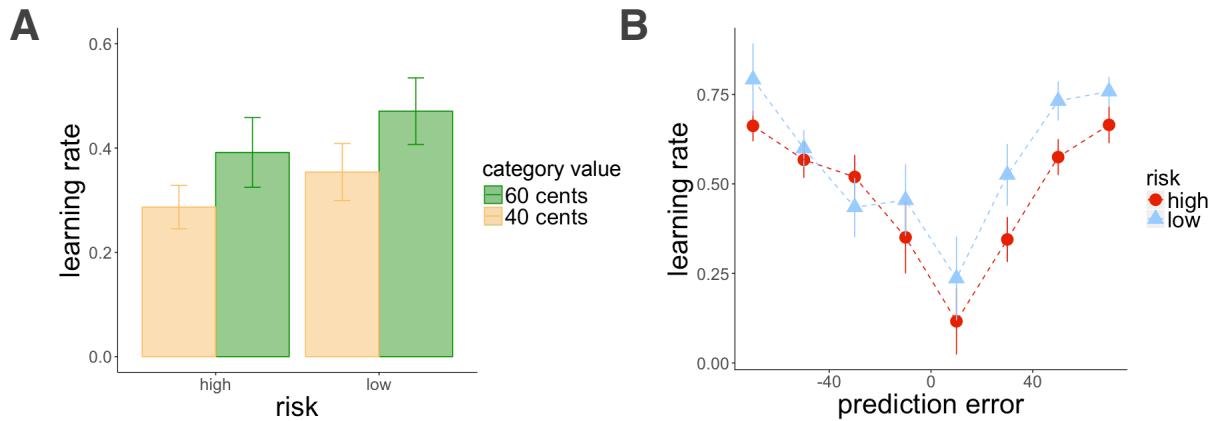 A
learning rate
0.6
0.4
0.2
0.0
high
low
risk
category value
60 cents
40 cents
B
learning rate
0.75
0.50
0.25
0.00
-40
0
40
prediction error
risk
high
low